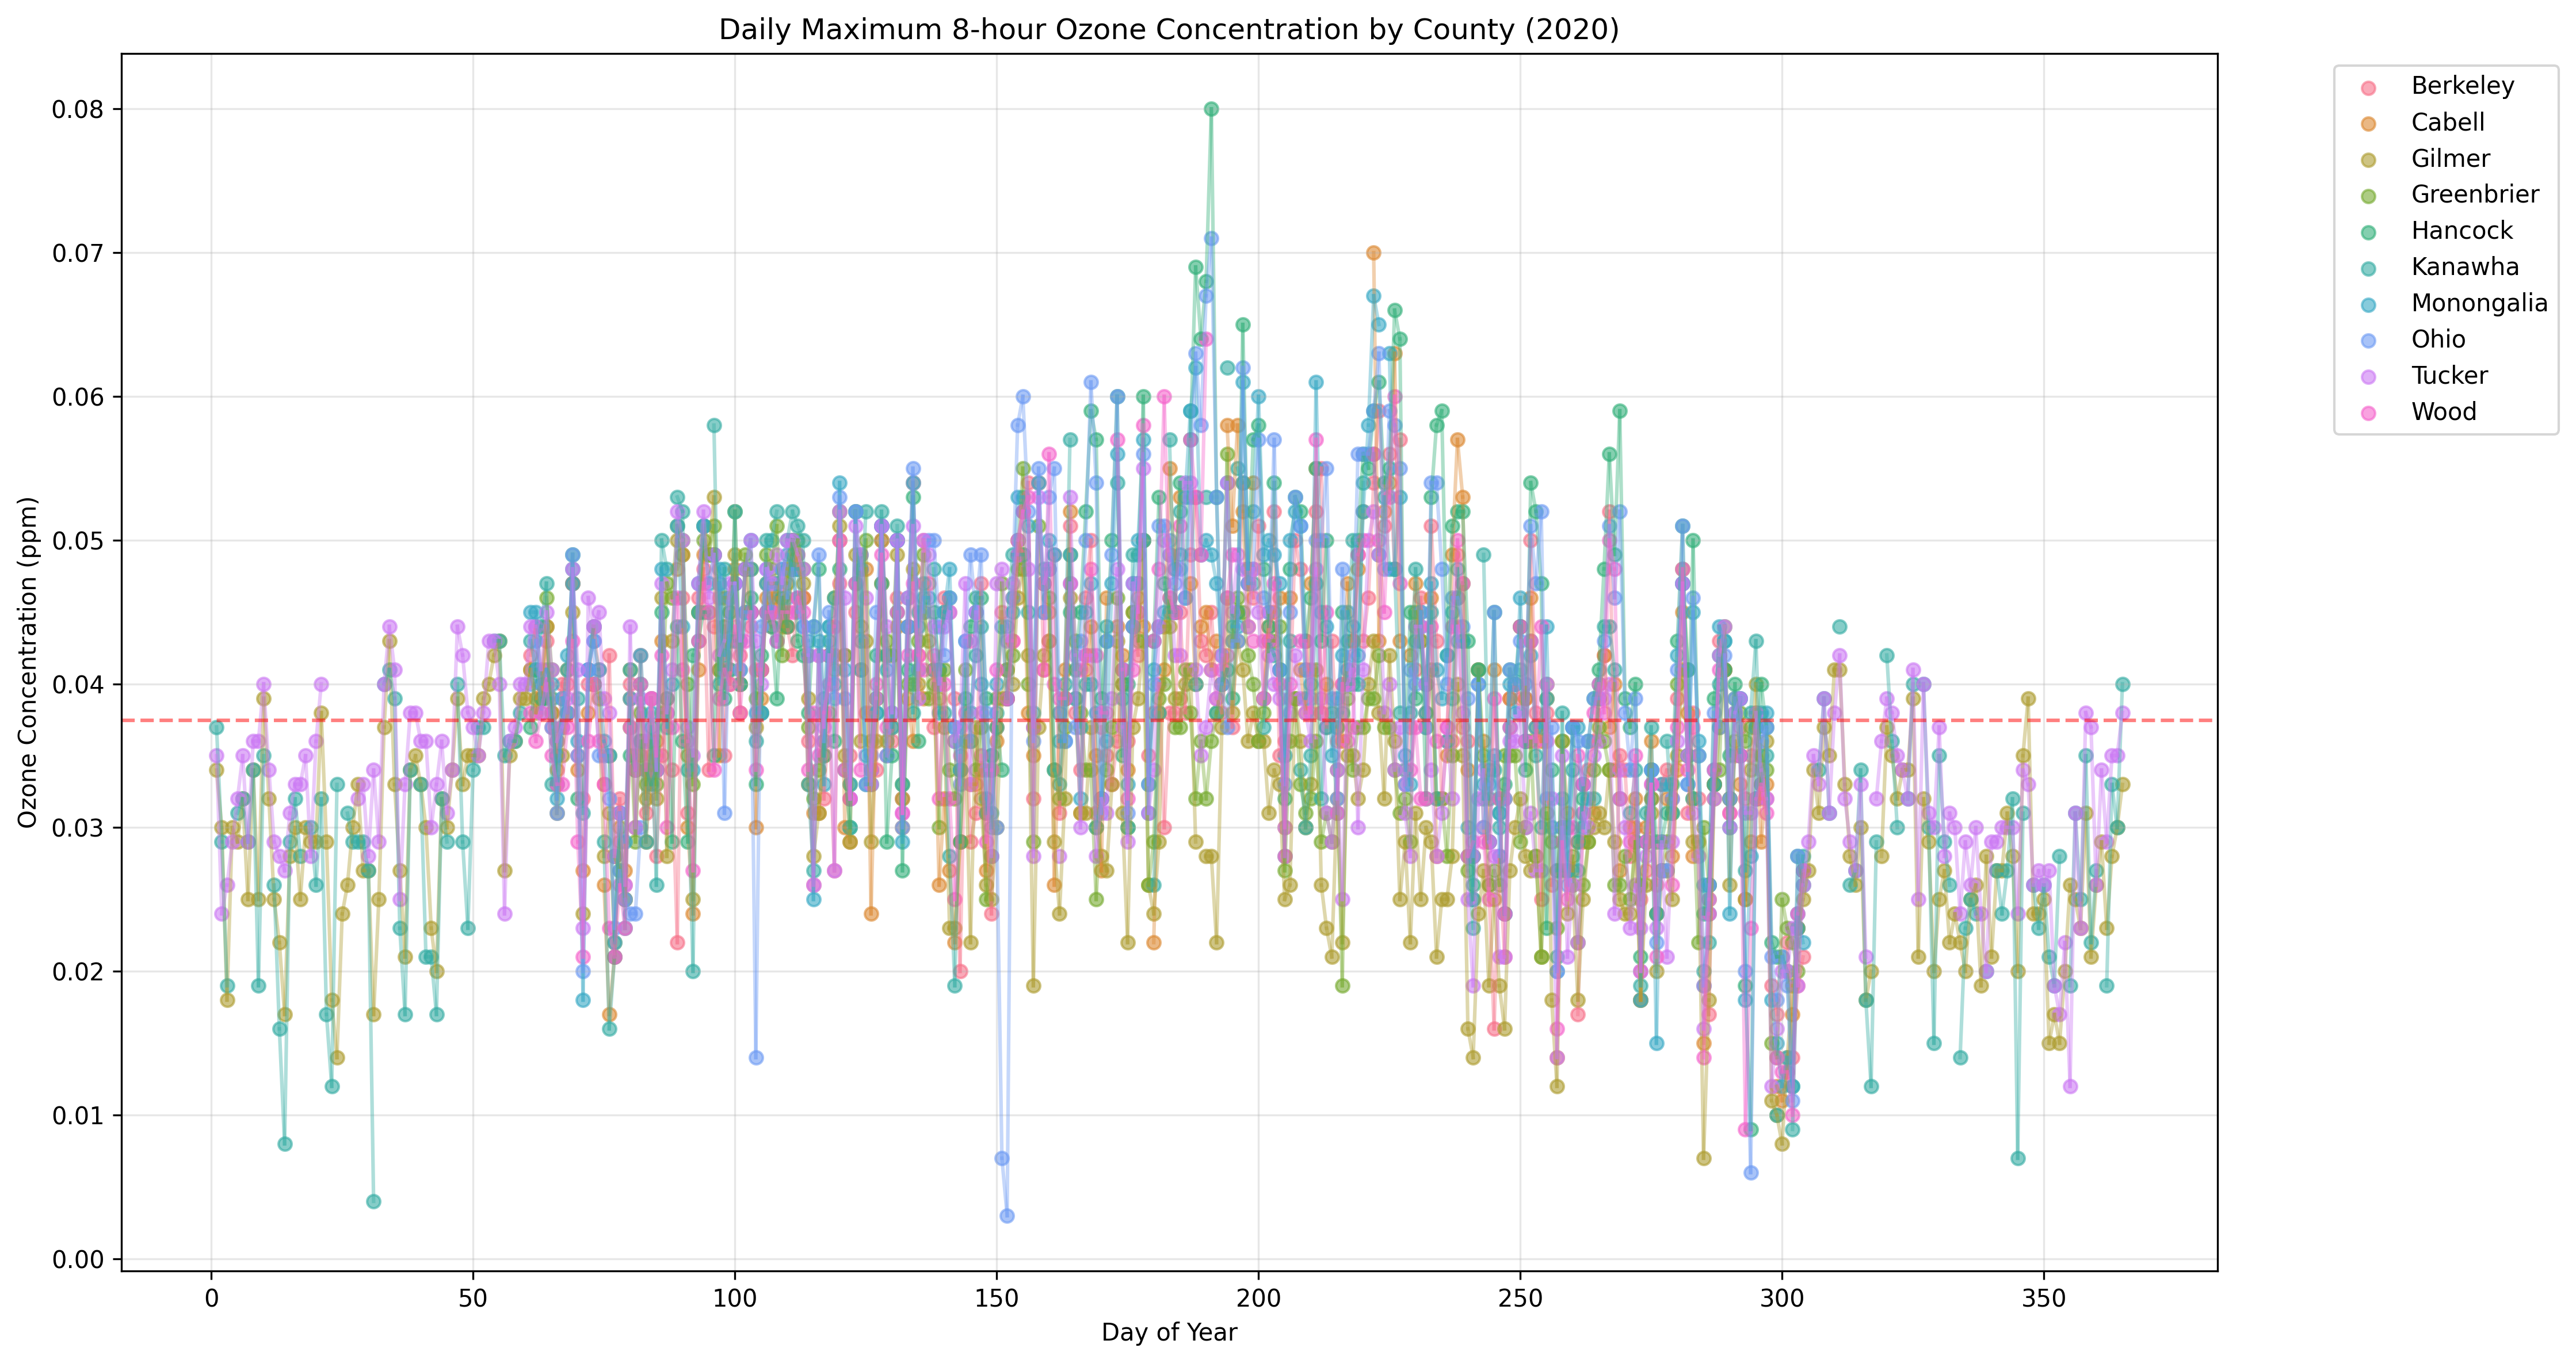 Daily Maximum 8-hour Ozone Concentration by County (2020)
0.08
0.07
0.06
0.05
0.04
0.03
0.02
0.01
0.00
Ozone Concentration (ppm)
0
50
100
150
200
250
300
350
Day of Year
Berkeley
Cabell
Gilmer
Greenbrier
Hancock
Kanawha
Monongalia
Ohio
Tucker
Wood